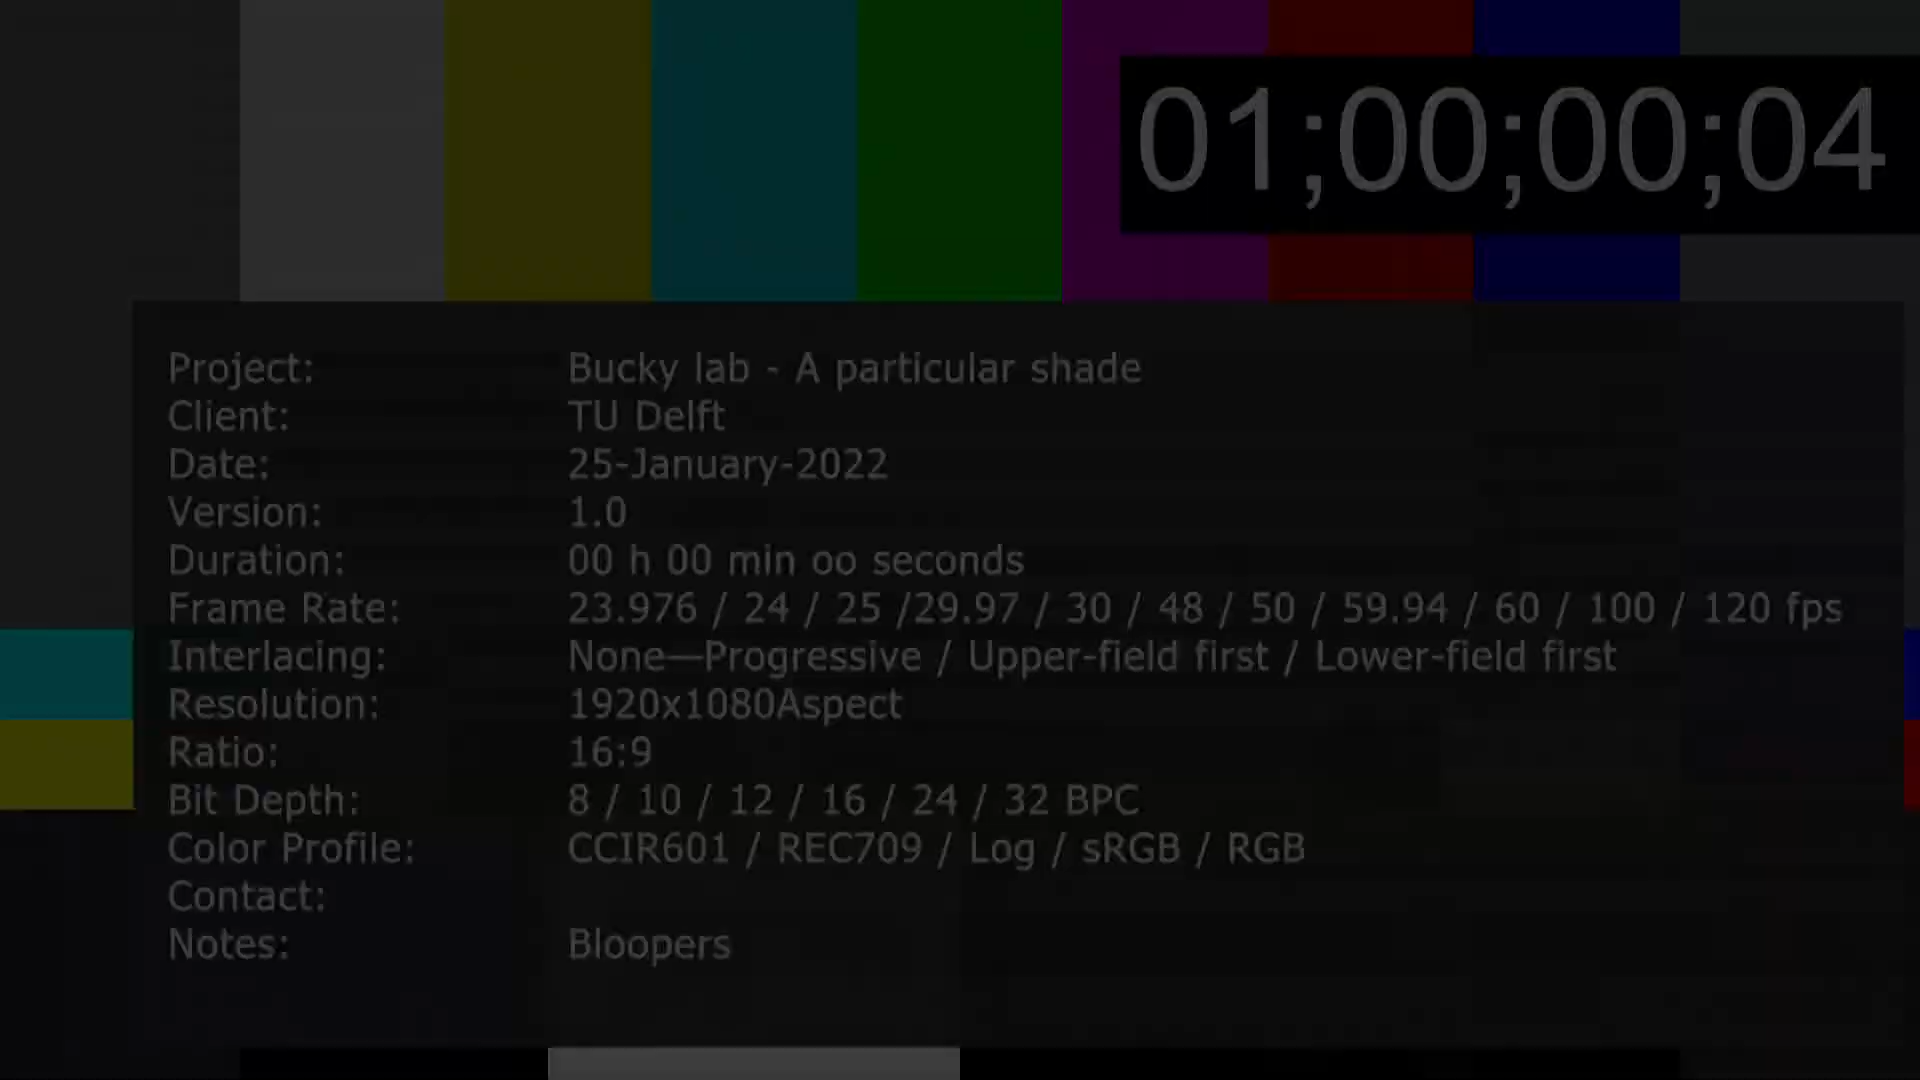 01;00;00;04
Project: Bucky lab - A particular shade
Client: TU Delft
Date: 25-January-2022
Version: 1.0
Duration: 00 h 00 min oo seconds
Frame Rate: 23.976 / 24 / 25 /29.97 / 30 / 48 / 50 / 59.94 / 60 / 100 / 120 fps
Interlacing: None—Progressive / Upper-field first / Lower-field first
Resolution: 1920x1080Aspect
Ratio: 16:9
Bit Depth: 8 / 10 / 12 / 16 / 24 / 32 BPC
Color Profile: CCIR601 / REC709 / Log / sRGB / RGB
Contact:
Notes: Bloopers